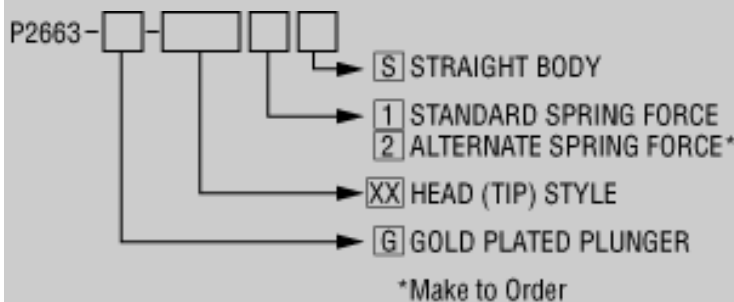 P2663- -
S STRAIGHT BODY
1 STANDARD SPRING FORCE
2 ALTERNATE SPRING FORCE*
XX HEAD (TIP) STYLE
G GOLD PLATED PLUNGER
*Make to Order